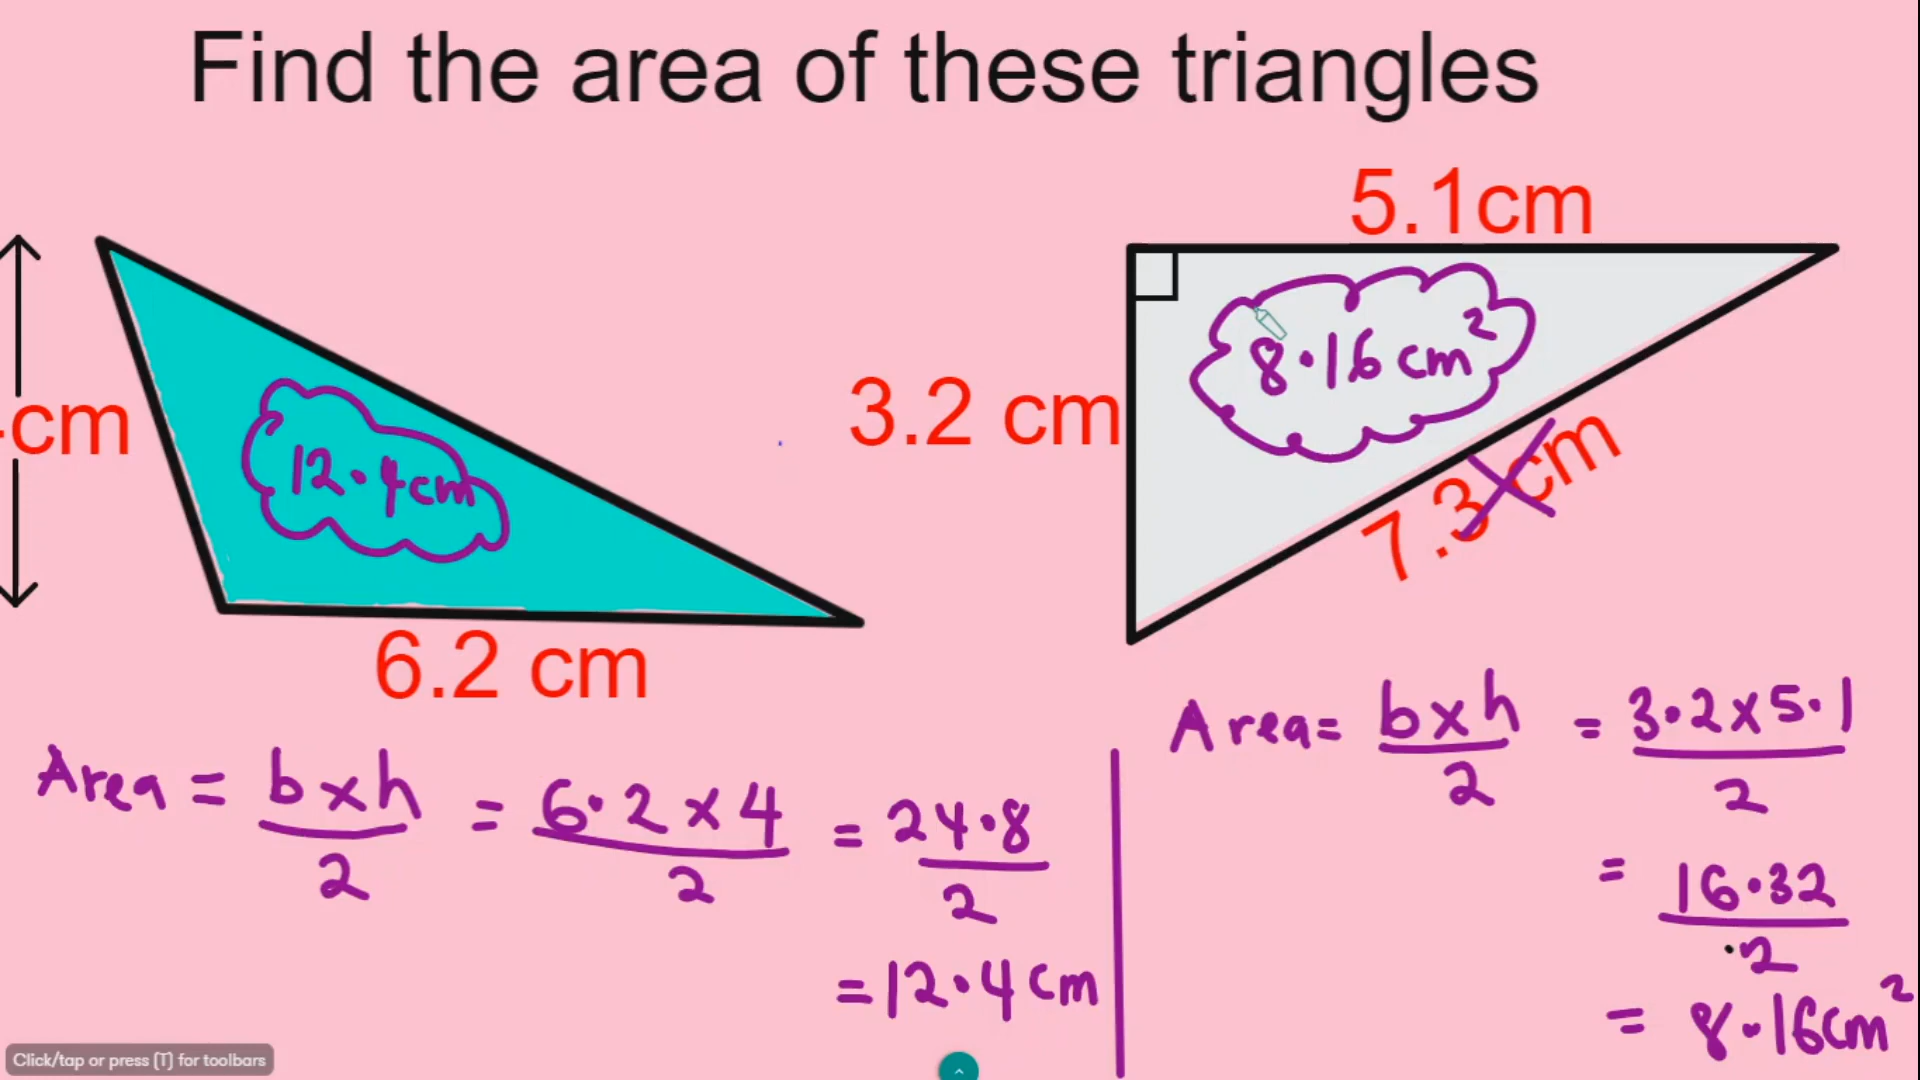 Find the area of these triangles
5.1cm
8.16 cm²
cm
3.2 cm
12.4cm
7.3 cm
6.2 cm
Area = b×h/2 = 6.2×4/2 = 24.8/2
=12.4cm
Area= b×h/2 = 3.2×5.1/2
= 16.32/2
= 8.16cm²
Click/tap or press (T) for toolbars